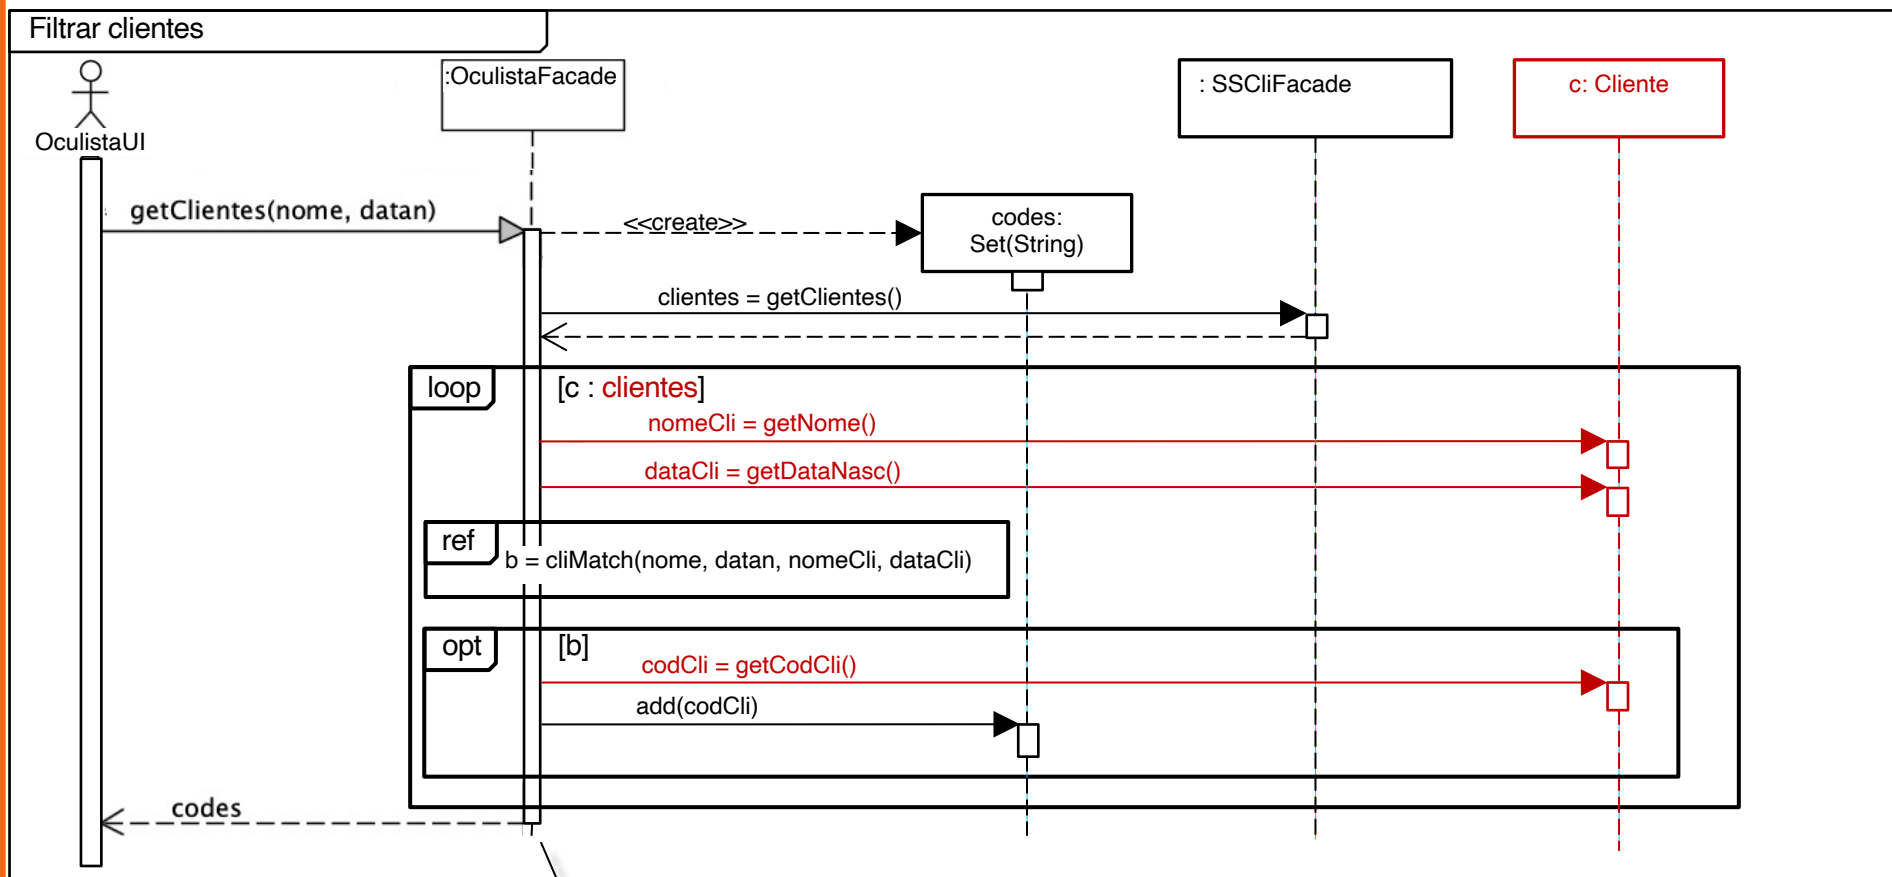 Filtrar clientes
OculistaUI
:OculistaFacade
: SSCliFacade
c: Cliente
getClientes(nome, datan)
<<create>>
codes:
Set(String)
clientes = getClientes()
loop
[c : clientes]
nomeCli = getNome()
dataCli = getDataNasc()
ref
b = cliMatch(nome, datan, nomeCli, dataCli)
opt
[b]
codCli = getCodCli()
add(codCli)
codes